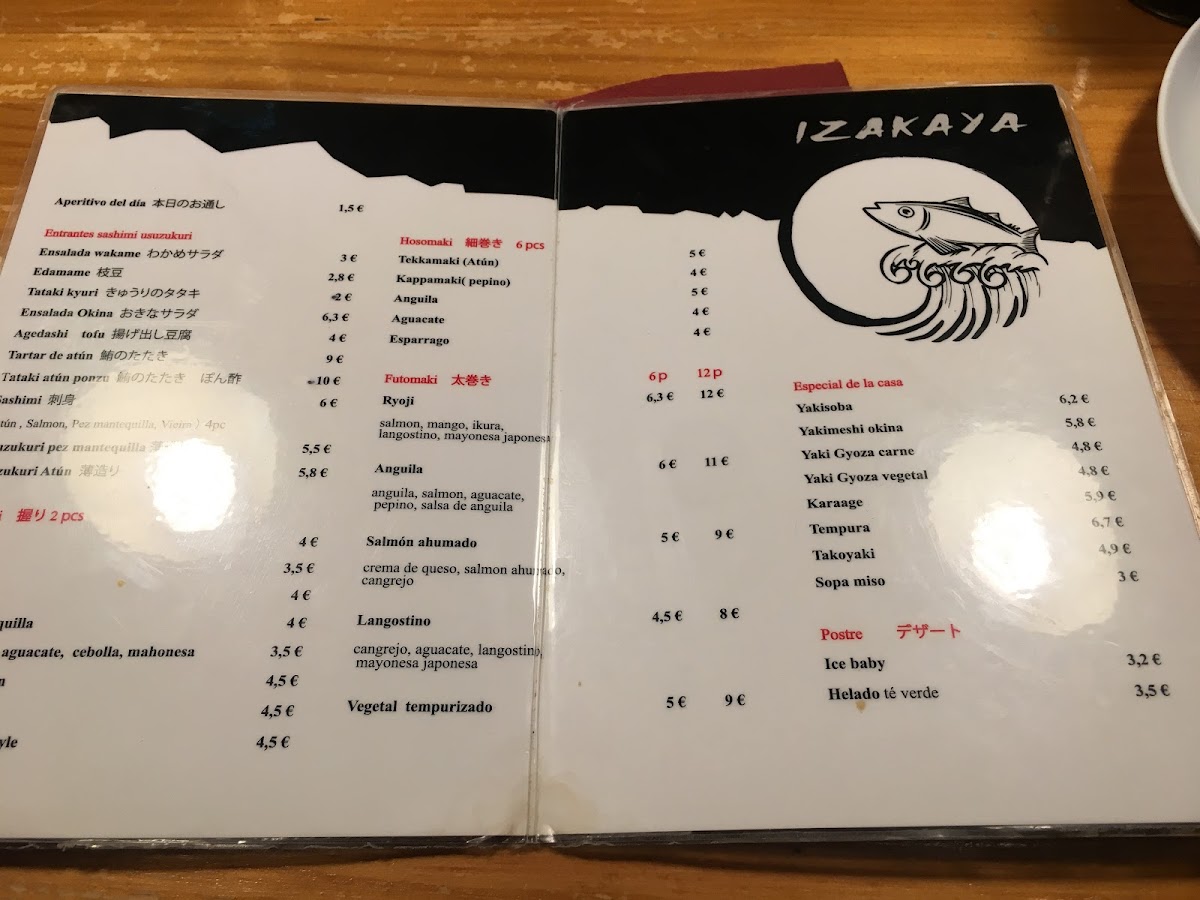 IZAKAYA
Aperitivo del día 本日のお通し 1,5 €
Entrantes sashimi usuzukuri
Ensalada wakame わかめサラダ 3 €
Edamame 枝豆 2,8 €
Tataki kyuri きゅうりのタタキ 2 €
Ensalada Okina おきなサラダ 6,3 €
Agedashi tofu 揚げ出し豆腐 4 €
Tartar de atún 鮪のたたき 9 €
Tataki atún ponzu 鮪のたたき ぽん酢 10 €
Sashimi 刺身 6 €
Salmon, Pez mantequilla, Vieira ) 4pc
pez mantequilla 5,5 €
Atún 薄造り 5,8 €
握り 2 pcs
4 €
3,5 €
4 €
4 €
aguacate, cebolla, mahonesa 3,5 €
4,5 €
4,5 €
4,5 €
Hosomaki 細巻き 6 pcs
Tekkamaki (Atún) 5 €
Kappamaki( pepino) 4 €
Anguila 5 €
Aguacate 4 €
Esparrago 4 €
Futomaki 太巻き 6p 12p
Ryoji 6,3 € 12 €
salmon, mango, ikura,
langostino, mayonesa japonesa
Anguila 6 € 11 €
anguila, salmon, aguacate,
pepino, salsa de anguila
Salmón ahumado 5 € 9 €
crema de queso, salmon ahumado,
cangrejo
Langostino 4,5 € 8 €
cangrejo, aguacate, langostino,
mayonesa japonesa
Vegetal tempurizado 5 € 9 €
Especial de la casa
Yakisoba 6,2 €
Yakimeshi okina 5,8 €
Yaki Gyoza carne 4,8 €
Yaki Gyoza vegetal 4,8 €
Karaage 5,9 €
Tempura 6,7 €
Takoyaki 4,9 €
Sopa miso 3 €
Postre デザート
Ice baby 3,2 €
Helado té verde 3,5 €